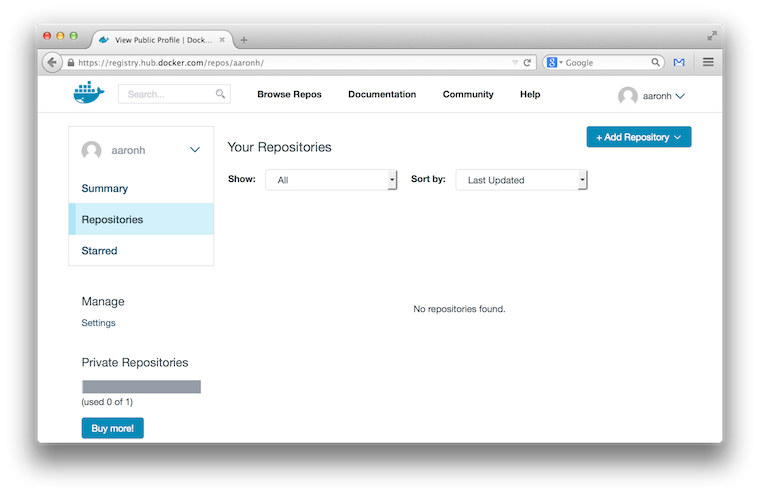 View Public Profile | Dock...
https://registry.hub.docker.com/repos/aaronh/
Google
Search...
Browse Repos
Documentation
Community
Help
aaronh
aaronh
Summary
Repositories
Starred
Your Repositories
+ Add Repository
Show:
All
Sort by:
Last Updated
No repositories found.
Manage
Settings
Private Repositories
(used 0 of 1)
Buy more!